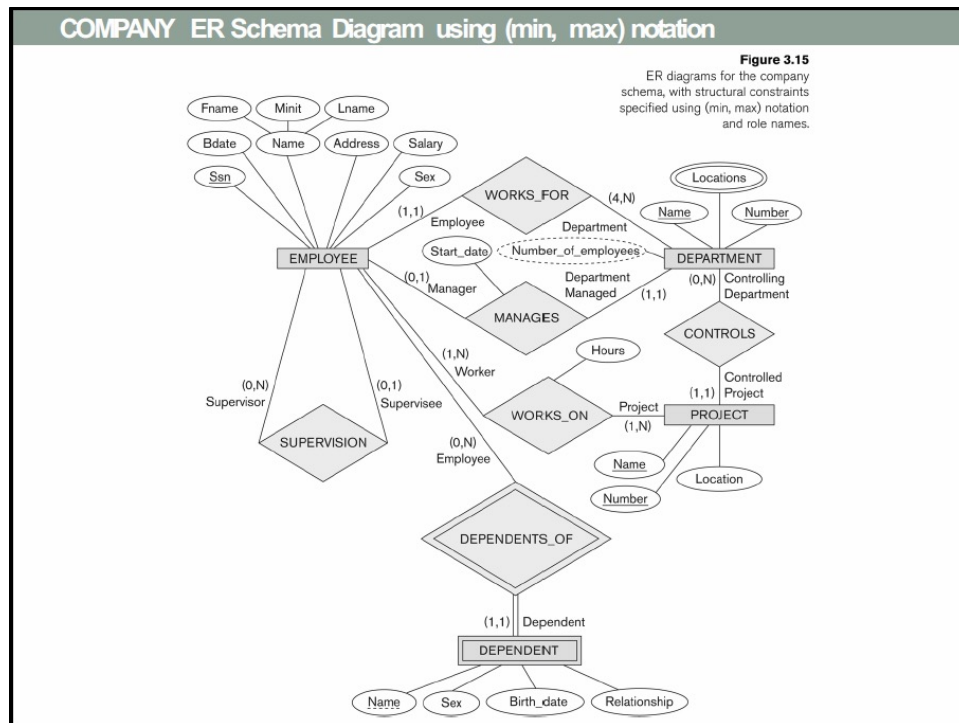 COMPANY ER Schema Diagram using (min, max) notation
Figure 3.15
ER diagrams for the company
schema, with structural constraints
specified using (min, max) notation
and role names.
Fname
Minit
Lname
Bdate
Name
Address
Salary
Ssn
Sex
WORKS_FOR
(1,1)
Employee
(4,N)
Department
Locations
Name
Number
Start_date
Number_of_employees
EMPLOYEE
DEPARTMENT
(0,1)
Manager
MANAGES
Department
Managed
(1,1)
(0,N)
Controlling
Department
CONTROLS
Hours
(1,N)
Worker
WORKS_ON
Project
(1,N)
Controlled
Project
(1,1)
PROJECT
(0,N)
Supervisor
(0,1)
Supervisee
SUPERVISION
(0,N)
Employee
Name
Number
Location
DEPENDENTS_OF
(1,1)
Dependent
DEPENDENT
Name
Sex
Birth_date
Relationship